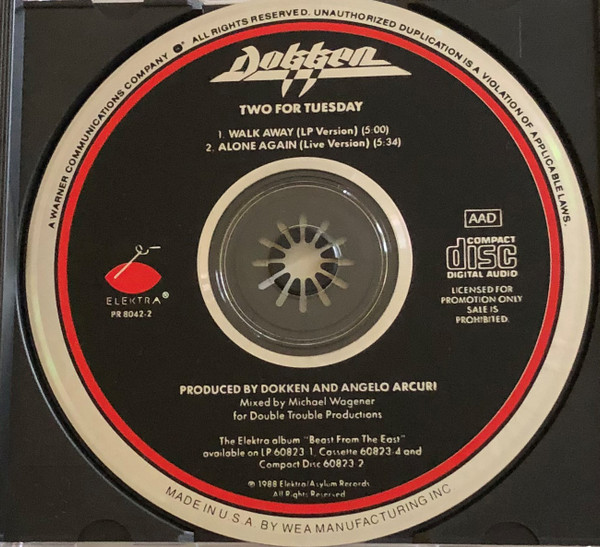 A WARNER COMMUNICATIONS COMPANY ALL RIGHTS RESERVED. UNAUTHORIZED DUPLICATION IS A VIOLATION OF APPLICABLE LAWS.
Dokken
TWO FOR TUESDAY
1. WALK AWAY (LP Version) (5:00)
2. ALONE AGAIN (Live Version) (5:34)
AAD
COMPACT
disc
DIGITAL AUDIO
ELEKTRA®
PR 8042-2
LICENSED FOR
PROMOTION ONLY
SALE IS
PROHIBITED.
PRODUCED BY DOKKEN AND ANGELO ARCURI
Mixed by Michael Wagener
for Double Trouble Productions
The Elektra album "Beast From The East"
available on LP 60823-1, Cassette 60823-4 and
Compact Disc 60823-2
℗ 1988 Elektra/Asylum Records
All Rights Reserved
MADE IN U.S.A. BY WEA MANUFACTURING INC